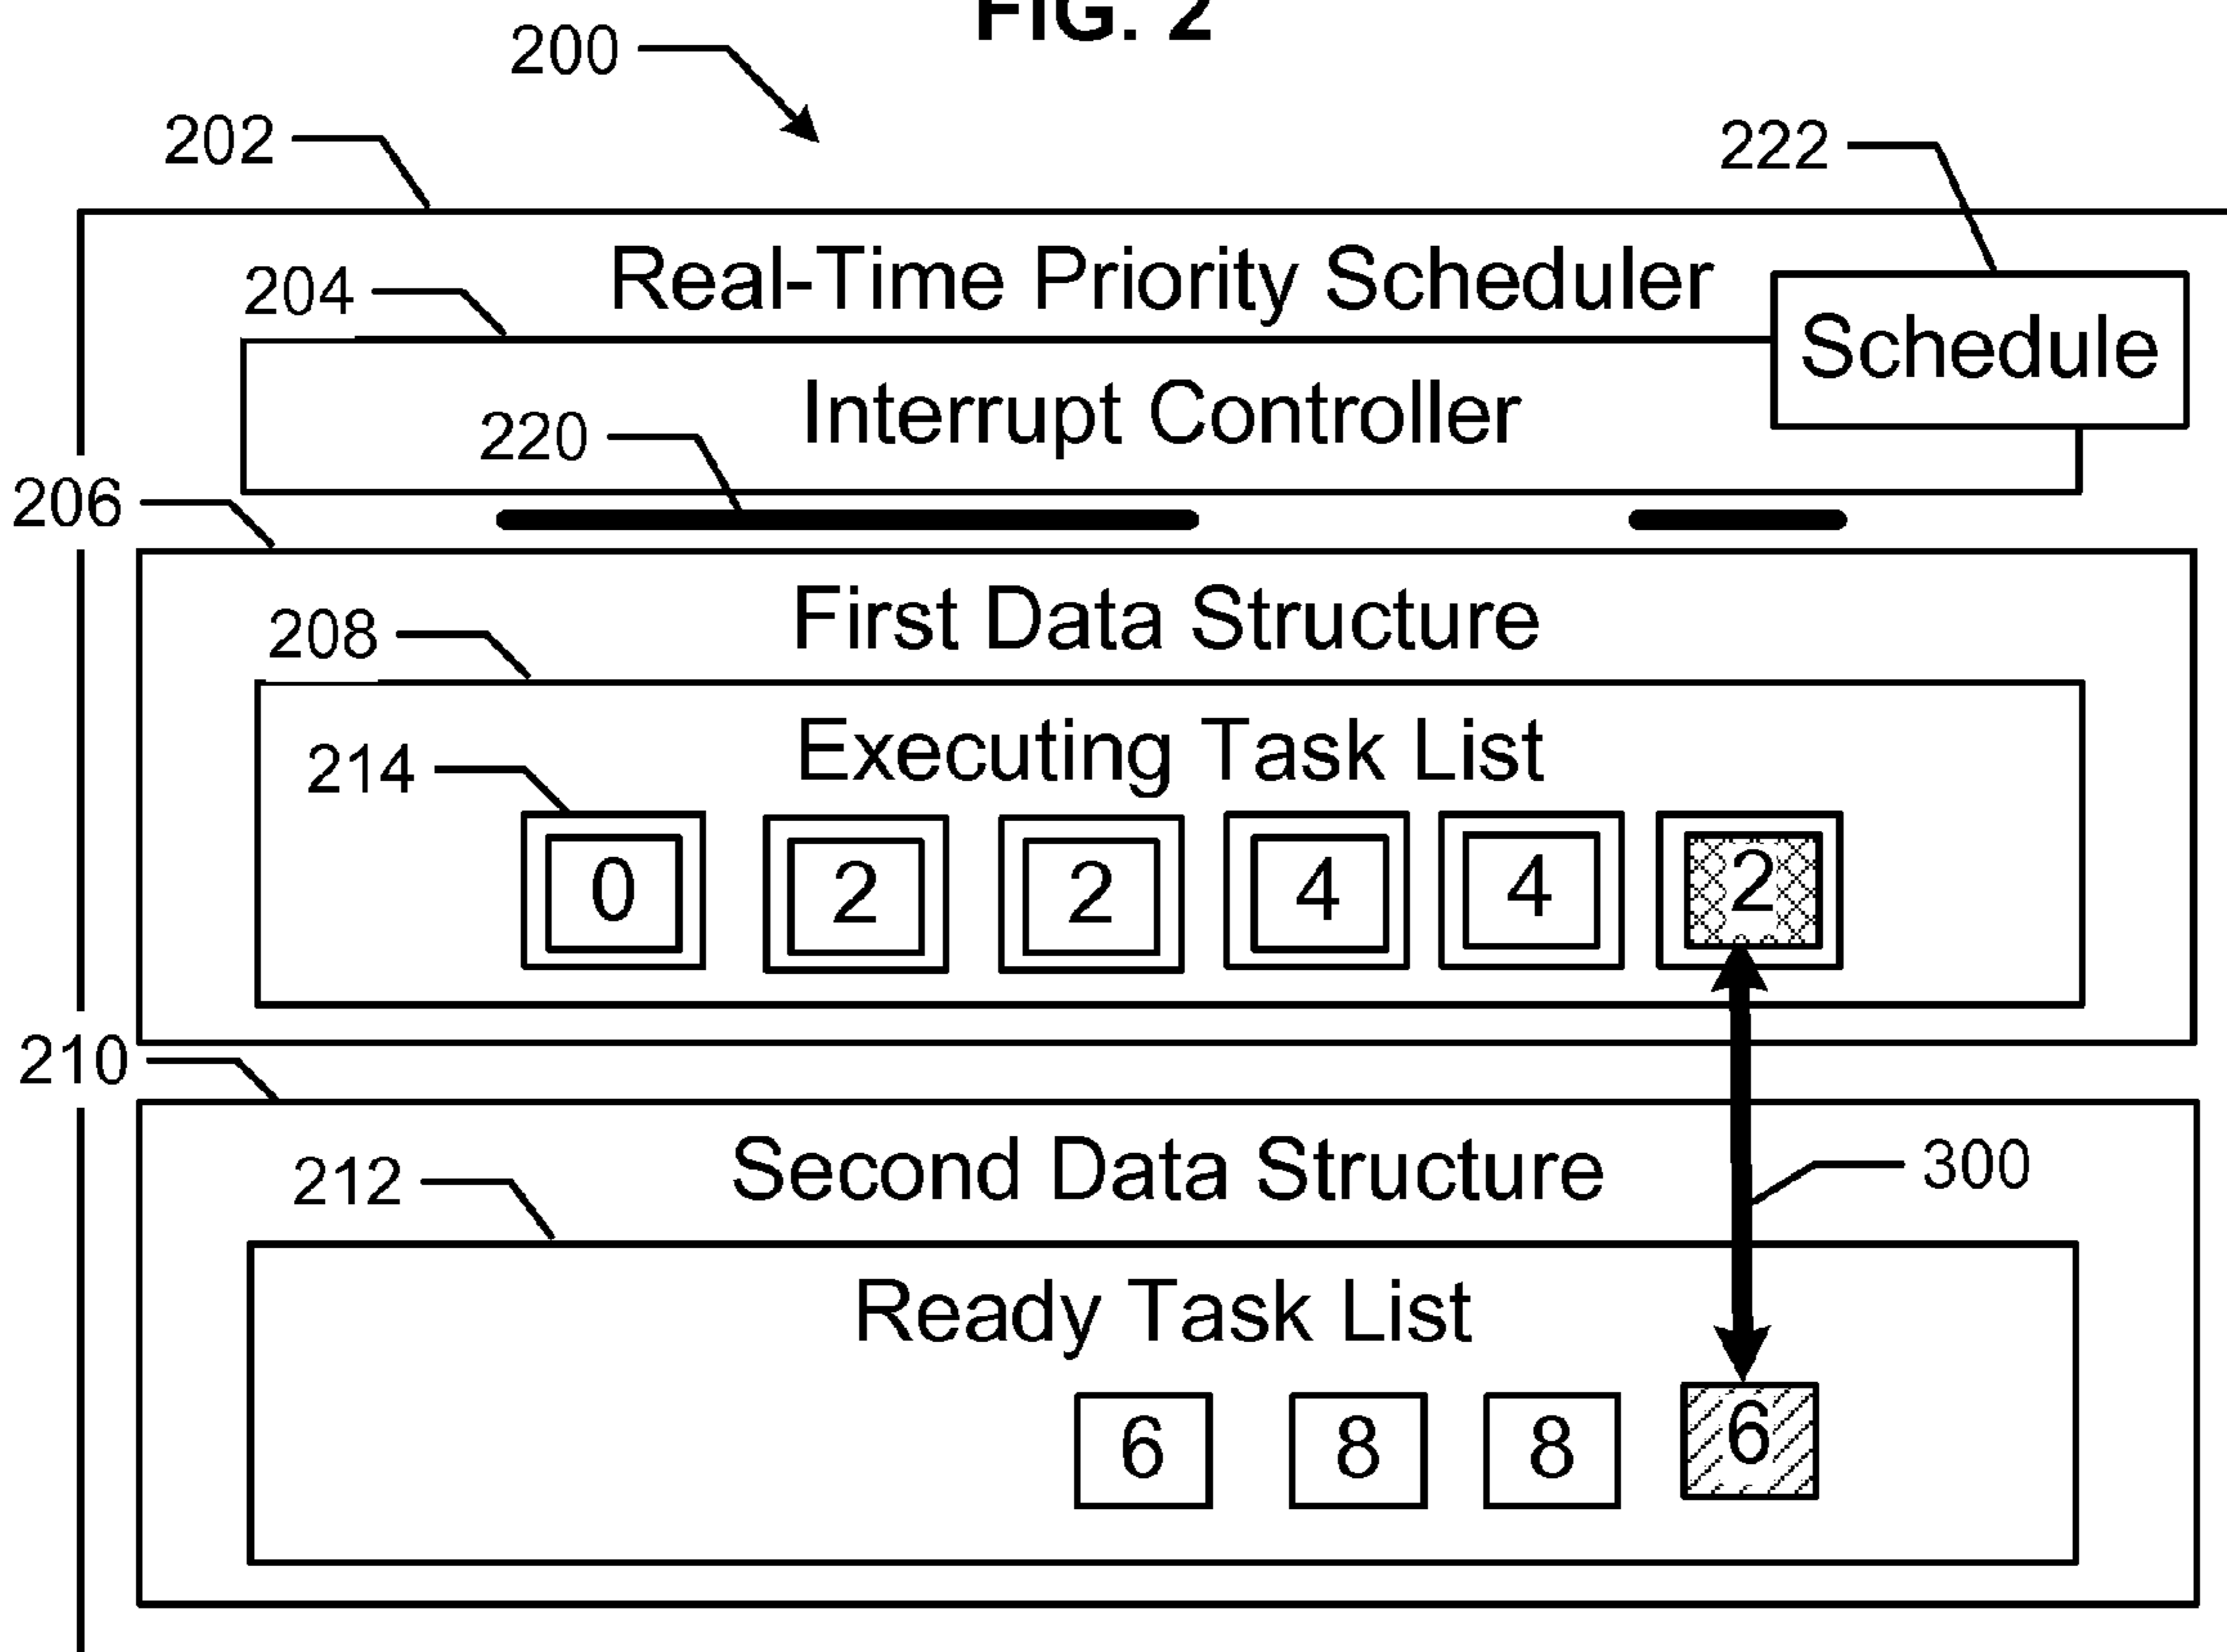 FIG. 2
200
202
222
Real-Time Priority Scheduler
204
Schedule
Interrupt Controller
220
206
First Data Structure
208
Executing Task List
214
0 2 2 4 4 2
210
Second Data Structure
212
300
Ready Task List
6 8 8 6